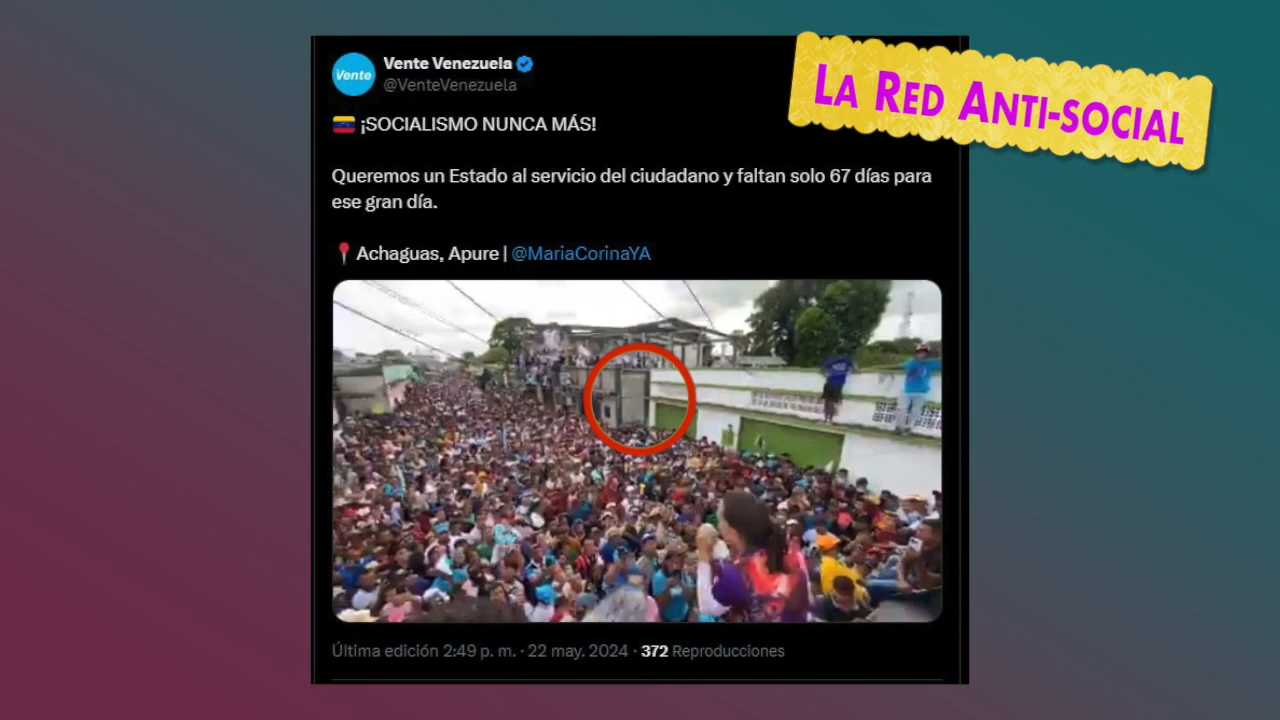 La Red Anti-social
Vente
Vente Venezuela
@VenteVenezuela
🇻🇪 ¡SOCIALISMO NUNCA MÁS!
Queremos un Estado al servicio del ciudadano y faltan solo 67 días para
ese gran día.
📍 Achaguas, Apure | @MariaCorinaYA
Última edición 2:49 p. m. · 22 may. 2024 · 372 Reproducciones